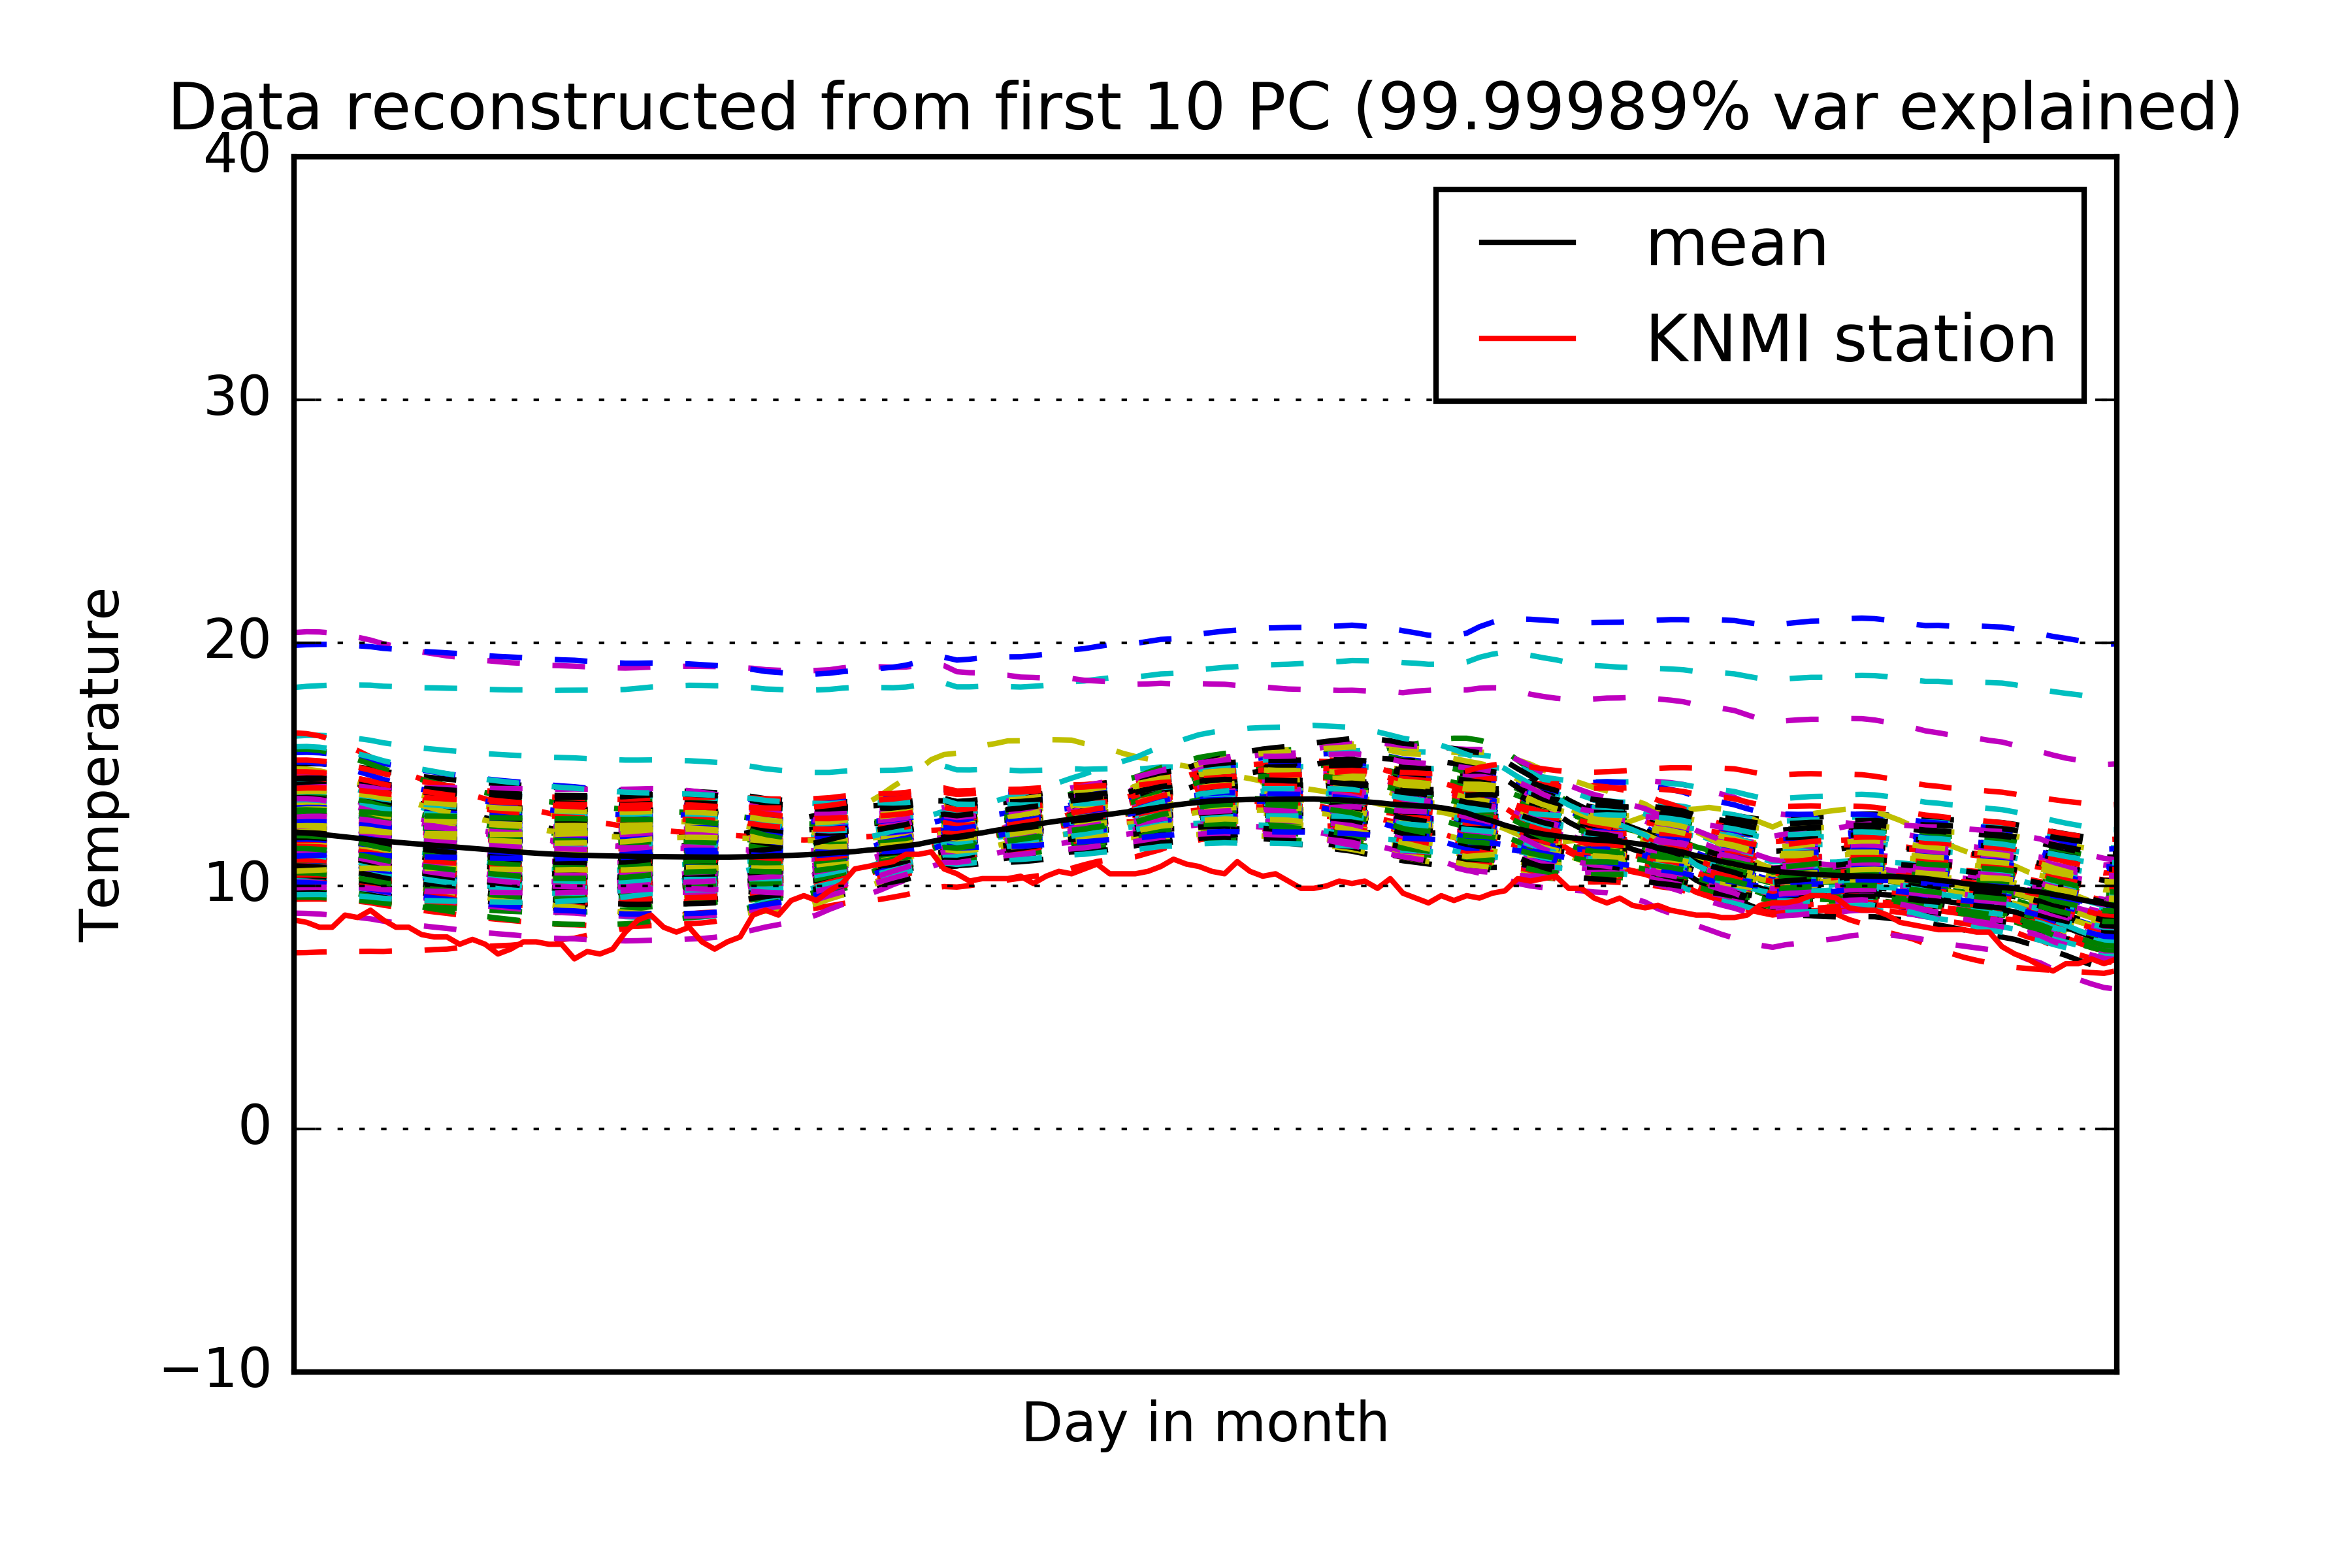 Data reconstructed from first 10 PC (99.99989% var explained)
40
30
20
10
0
−10
Temperature
Day in month
mean
KNMI station